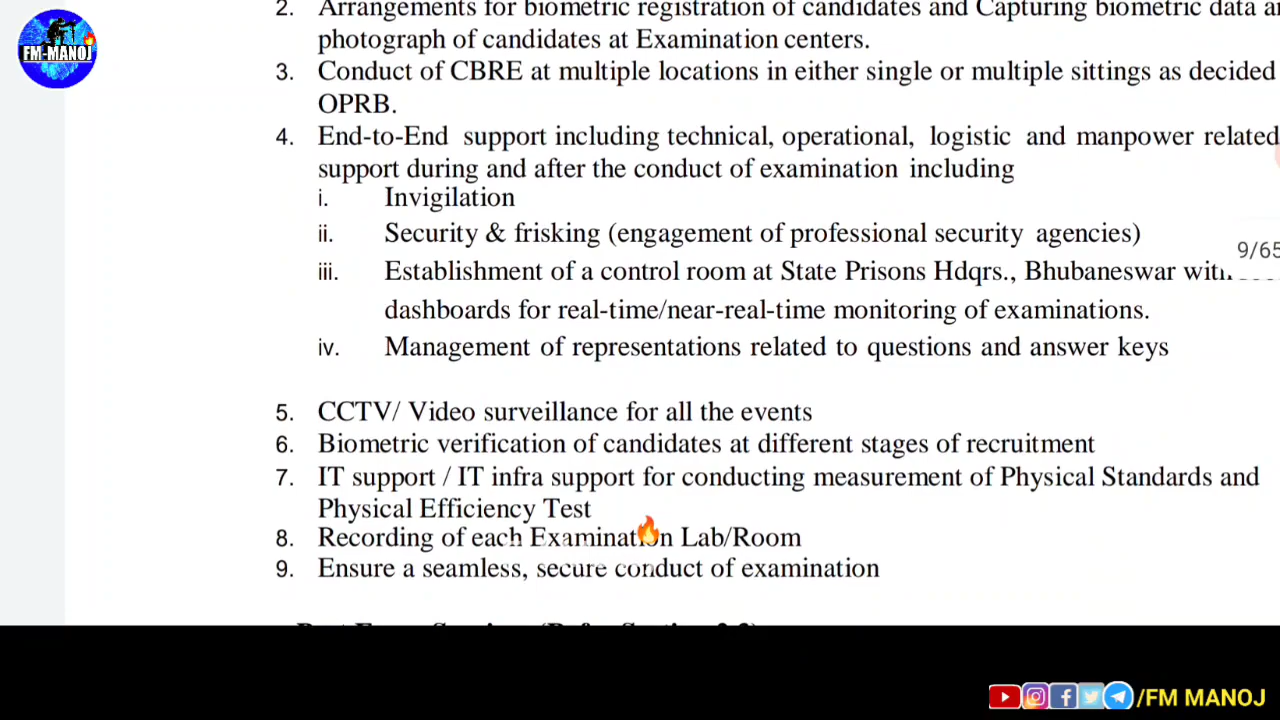 FM-MANOJ
2. Arrangements for biometric registration of candidates and Capturing biometric data
photograph of candidates at Examination centers.
3. Conduct of CBRE at multiple locations in either single or multiple sittings as decided
OPRB.
4. End-to-End support including technical, operational, logistic and manpower related
support during and after the conduct of examination including
i. Invigilation
ii. Security & frisking (engagement of professional security agencies)
9/65
iii. Establishment of a control room at State Prisons Hdqrs., Bhubaneswar with
dashboards for real-time/near-real-time monitoring of examinations.
iv. Management of representations related to questions and answer keys
5. CCTV/ Video surveillance for all the events
6. Biometric verification of candidates at different stages of recruitment
7. IT support / IT infra support for conducting measurement of Physical Standards and
Physical Efficiency Test
8. Recording of each Examination Lab/Room
9. Ensure a seamless, secure conduct of examination
/FM MANOJ